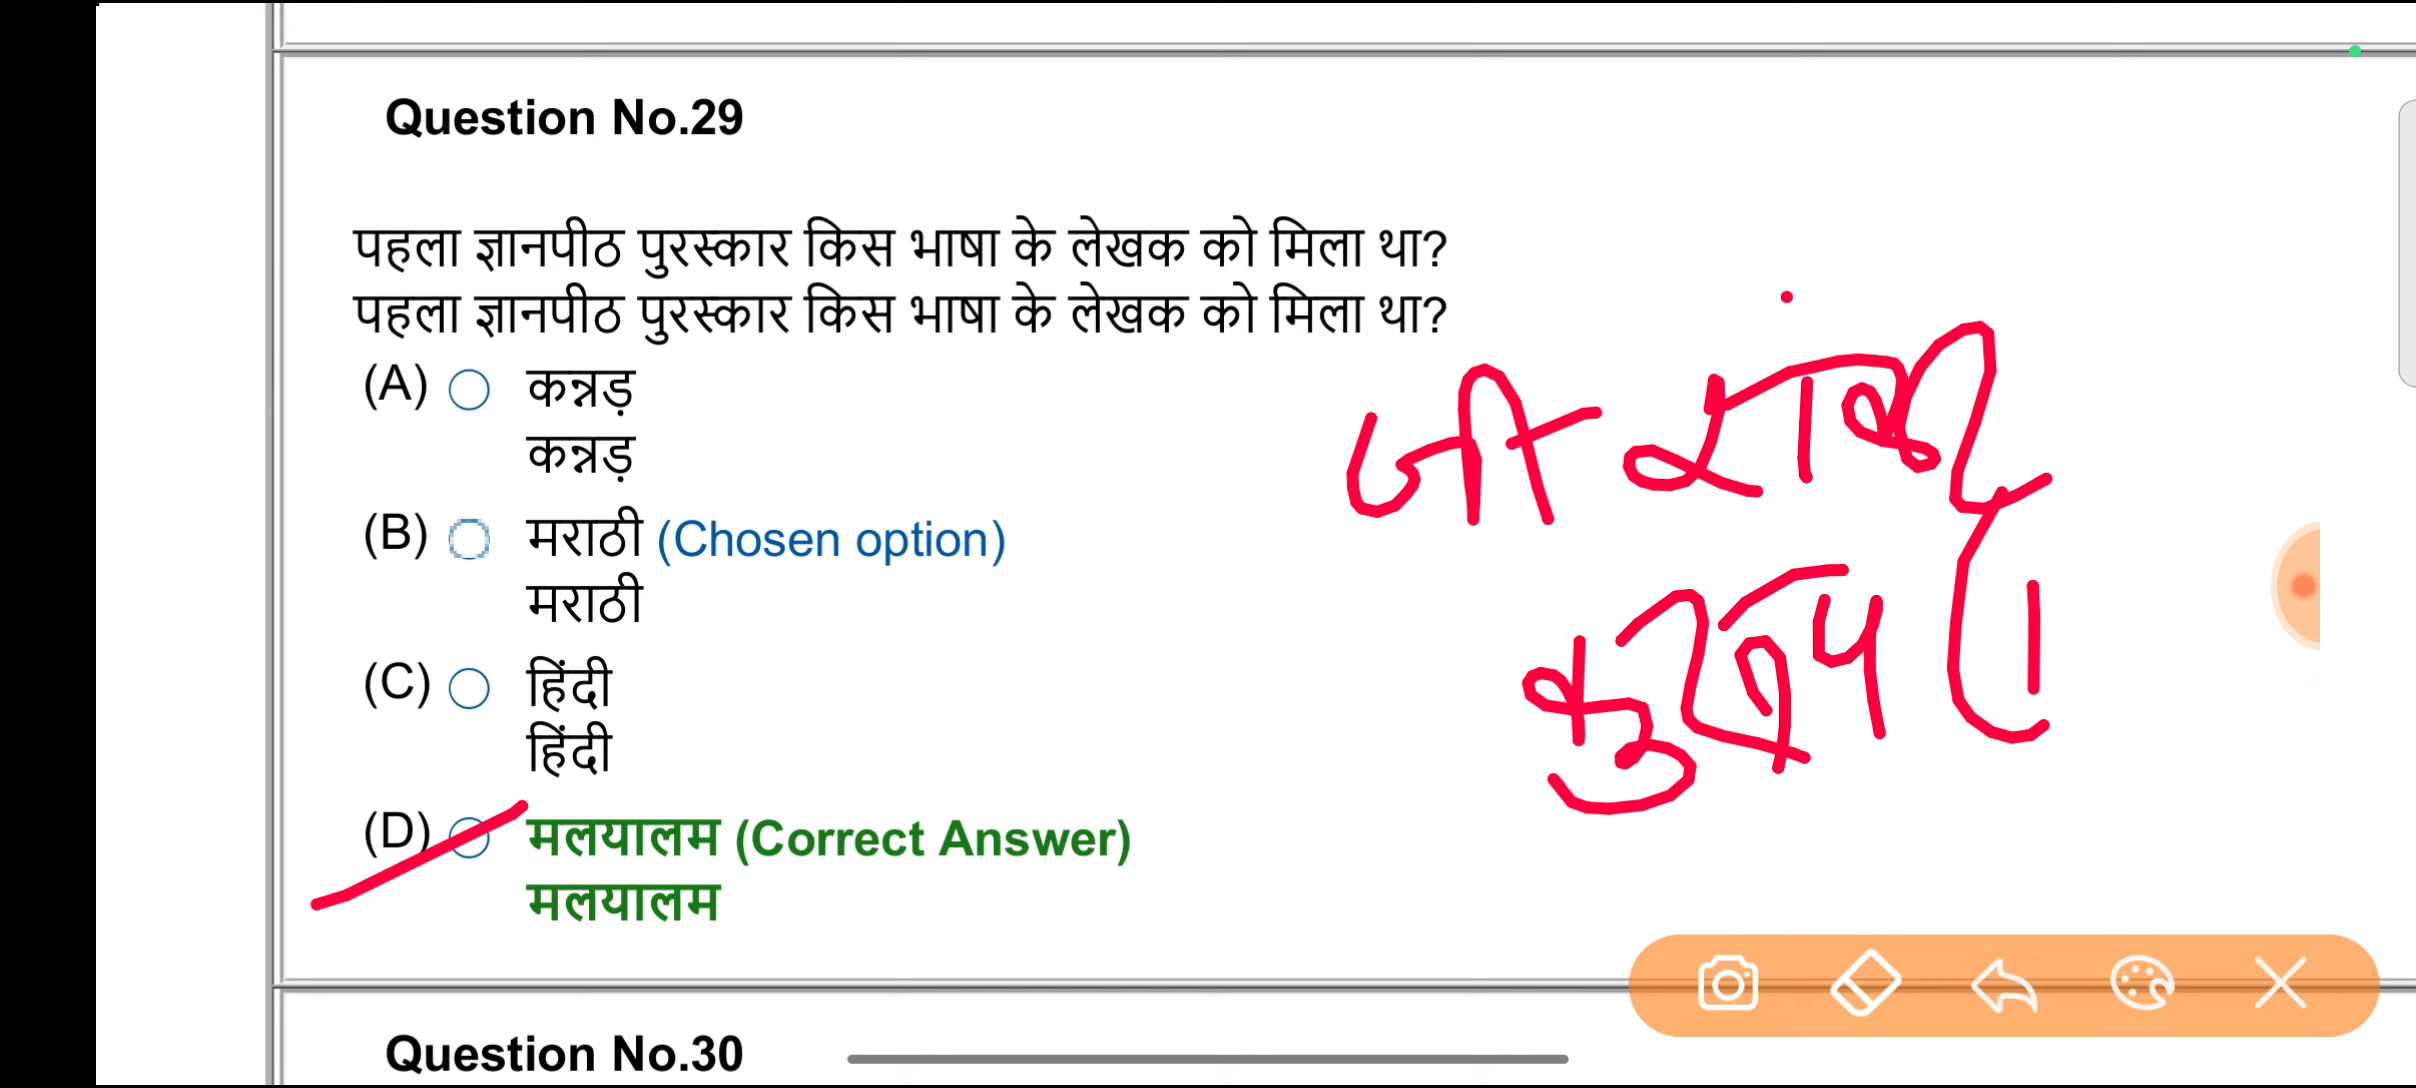 Question No.29
पहला ज्ञानपीठ पुरस्कार किस भाषा के लेखक को मिला था?
पहला ज्ञानपीठ पुरस्कार किस भाषा के लेखक को मिला था?
(A) कन्नड़
कन्नड़
(B) मराठी (Chosen option)
मराठी
(C) हिंदी
हिंदी
(D) मलयालम (Correct Answer)
मलयालम
Question No.30